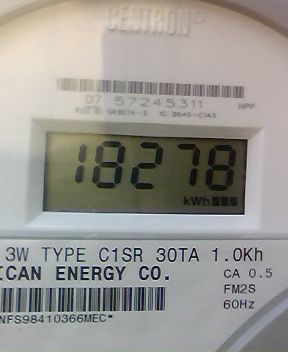 CENTRON®
07 57245311 HPP
18278
kWh
3W TYPE C1SR 30TA 1.0Kh
ICAN ENERGY CO. CA 0.5
FM2S
60Hz
NFS98410366MEC*